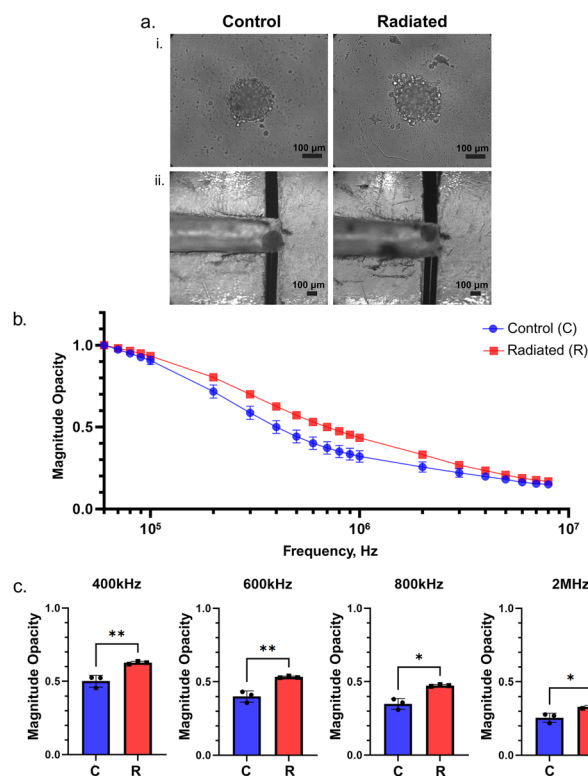 a.
Control
Radiated
i.
100 µm
100 µm
ii.
100 µm
100 µm
b.
Control (C)
Radiated (R)
Magnitude Opacity
1.0
0.5
0.0
10⁵
10⁶
10⁷
Frequency, Hz
c.
400kHz
600kHz
800kHz
2MHz
Magnitude Opacity
1.0
0.5
0.0
**
C
R
Magnitude Opacity
1.0
0.5
0.0
**
C
R
Magnitude Opacity
1.0
0.5
0.0
*
C
R
Magnitude Opacity
1.0
0.5
0.0
*
C
R